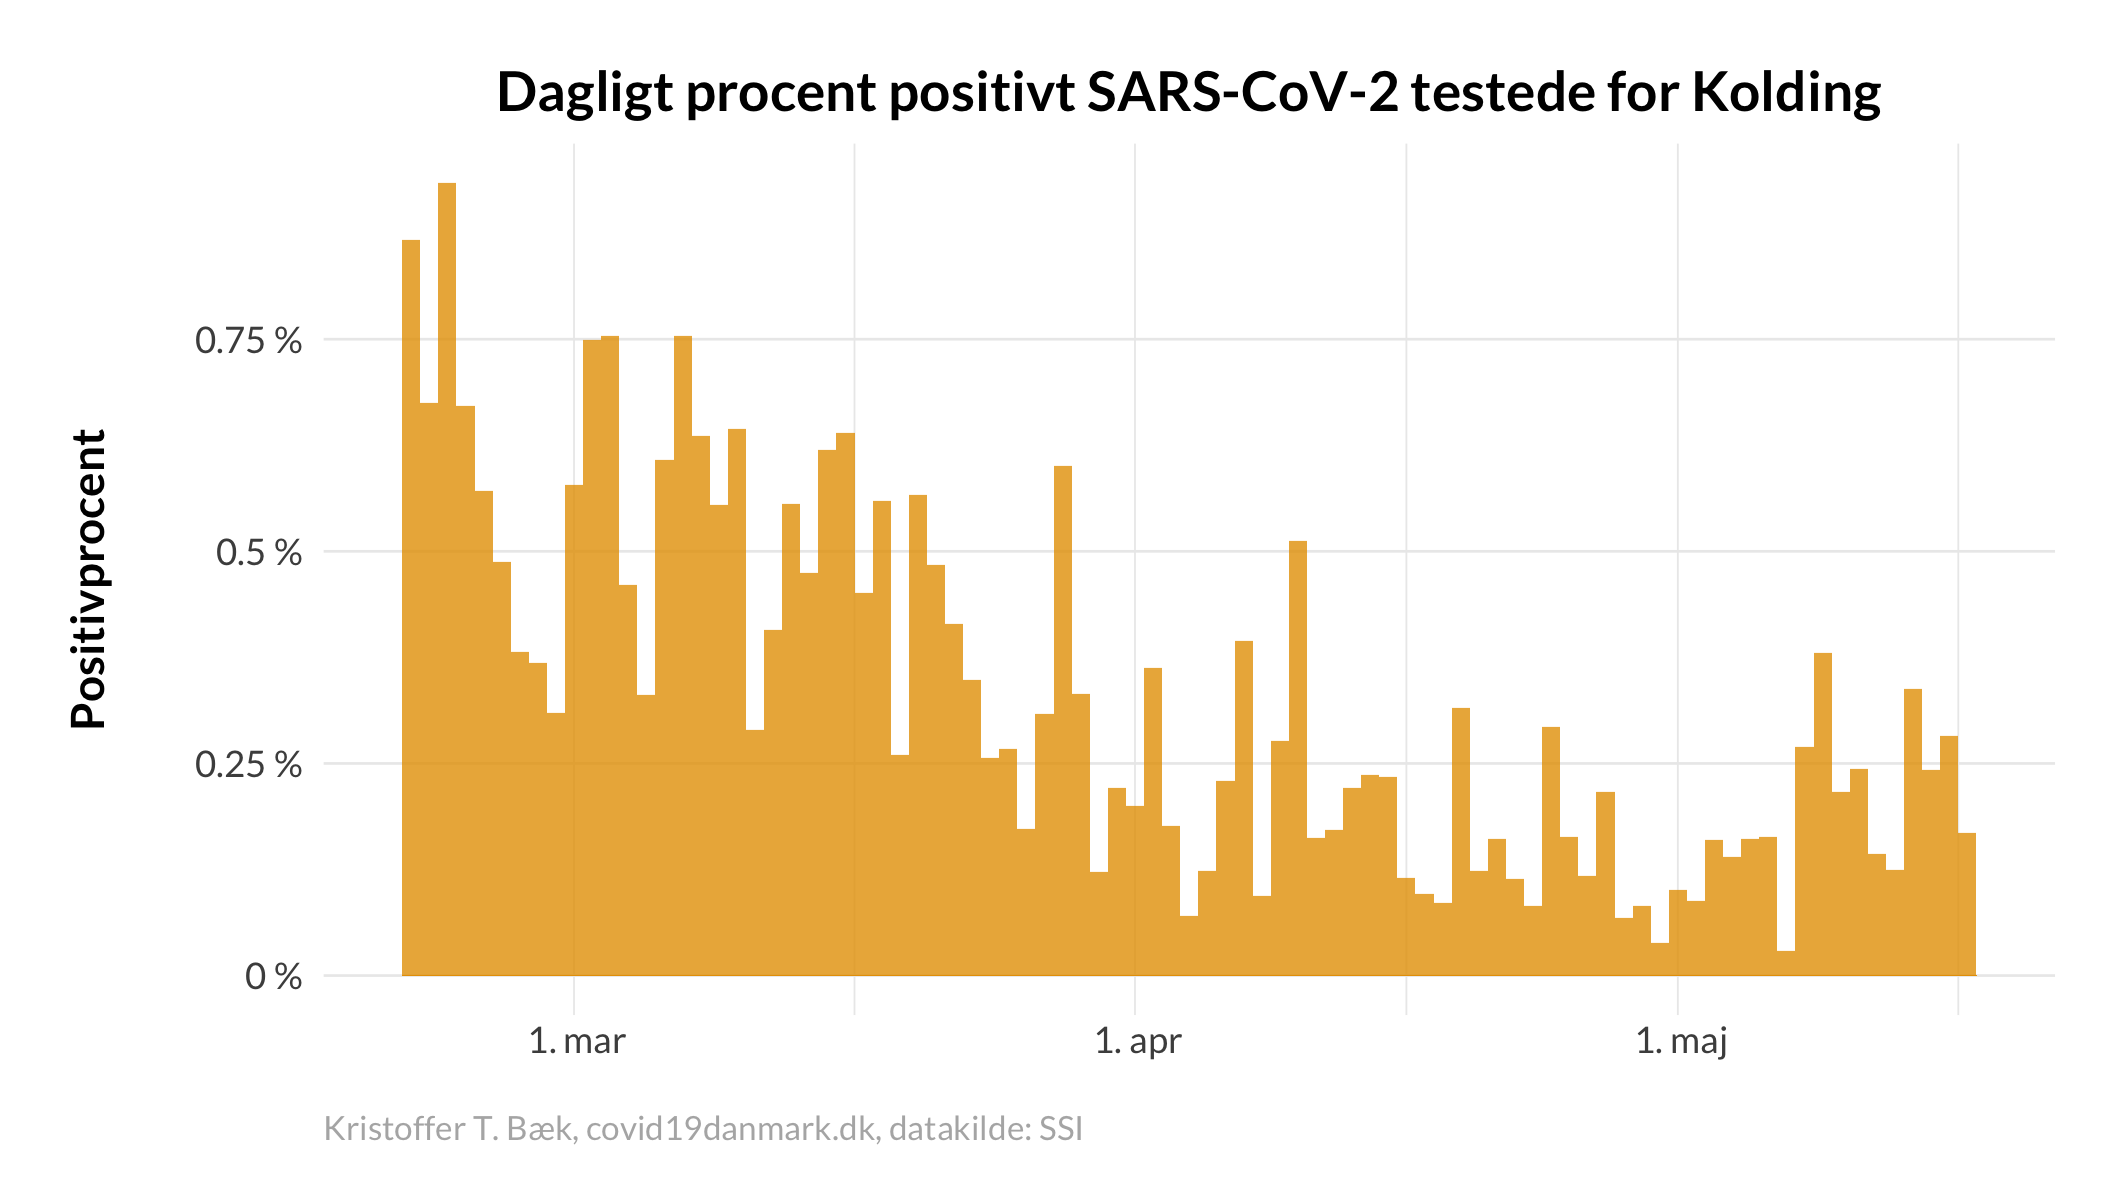 Dagligt procent positivt SARS-CoV-2 testede for Kolding
Positivprocent
0.75 %
0.5 %
0.25 %
0 %
1. mar
1. apr
1. maj
Kristoffer T. Bæk, covid19danmark.dk, datakilde: SSI